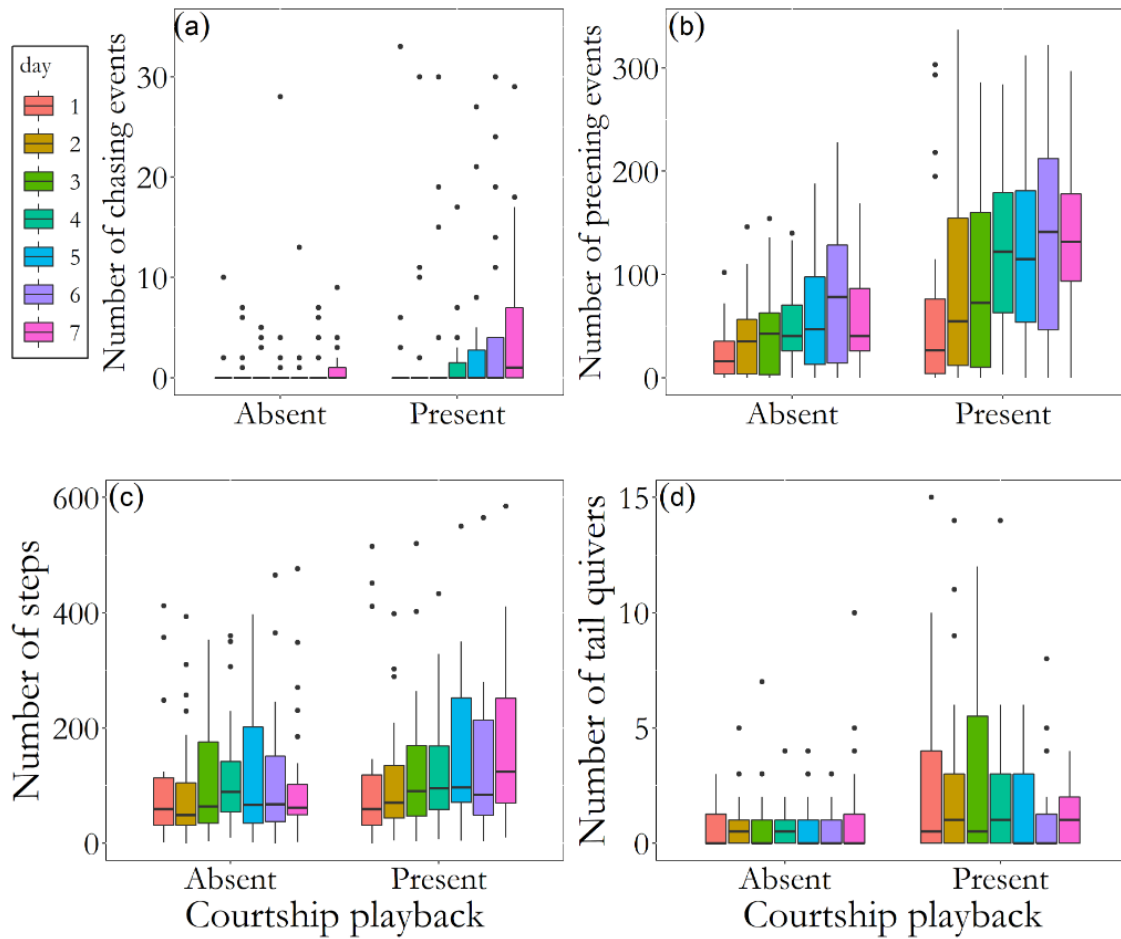 day
1
2
3
4
5
6
7
(a)
Number of chasing events
30
20
10
0
Absent Present
(b)
Number of preening events
300
200
100
0
Absent Present
(c)
Number of steps
600
400
200
0
Absent Present
Courtship playback
(d)
Number of tail quivers
15
10
5
0
Absent Present
Courtship playback